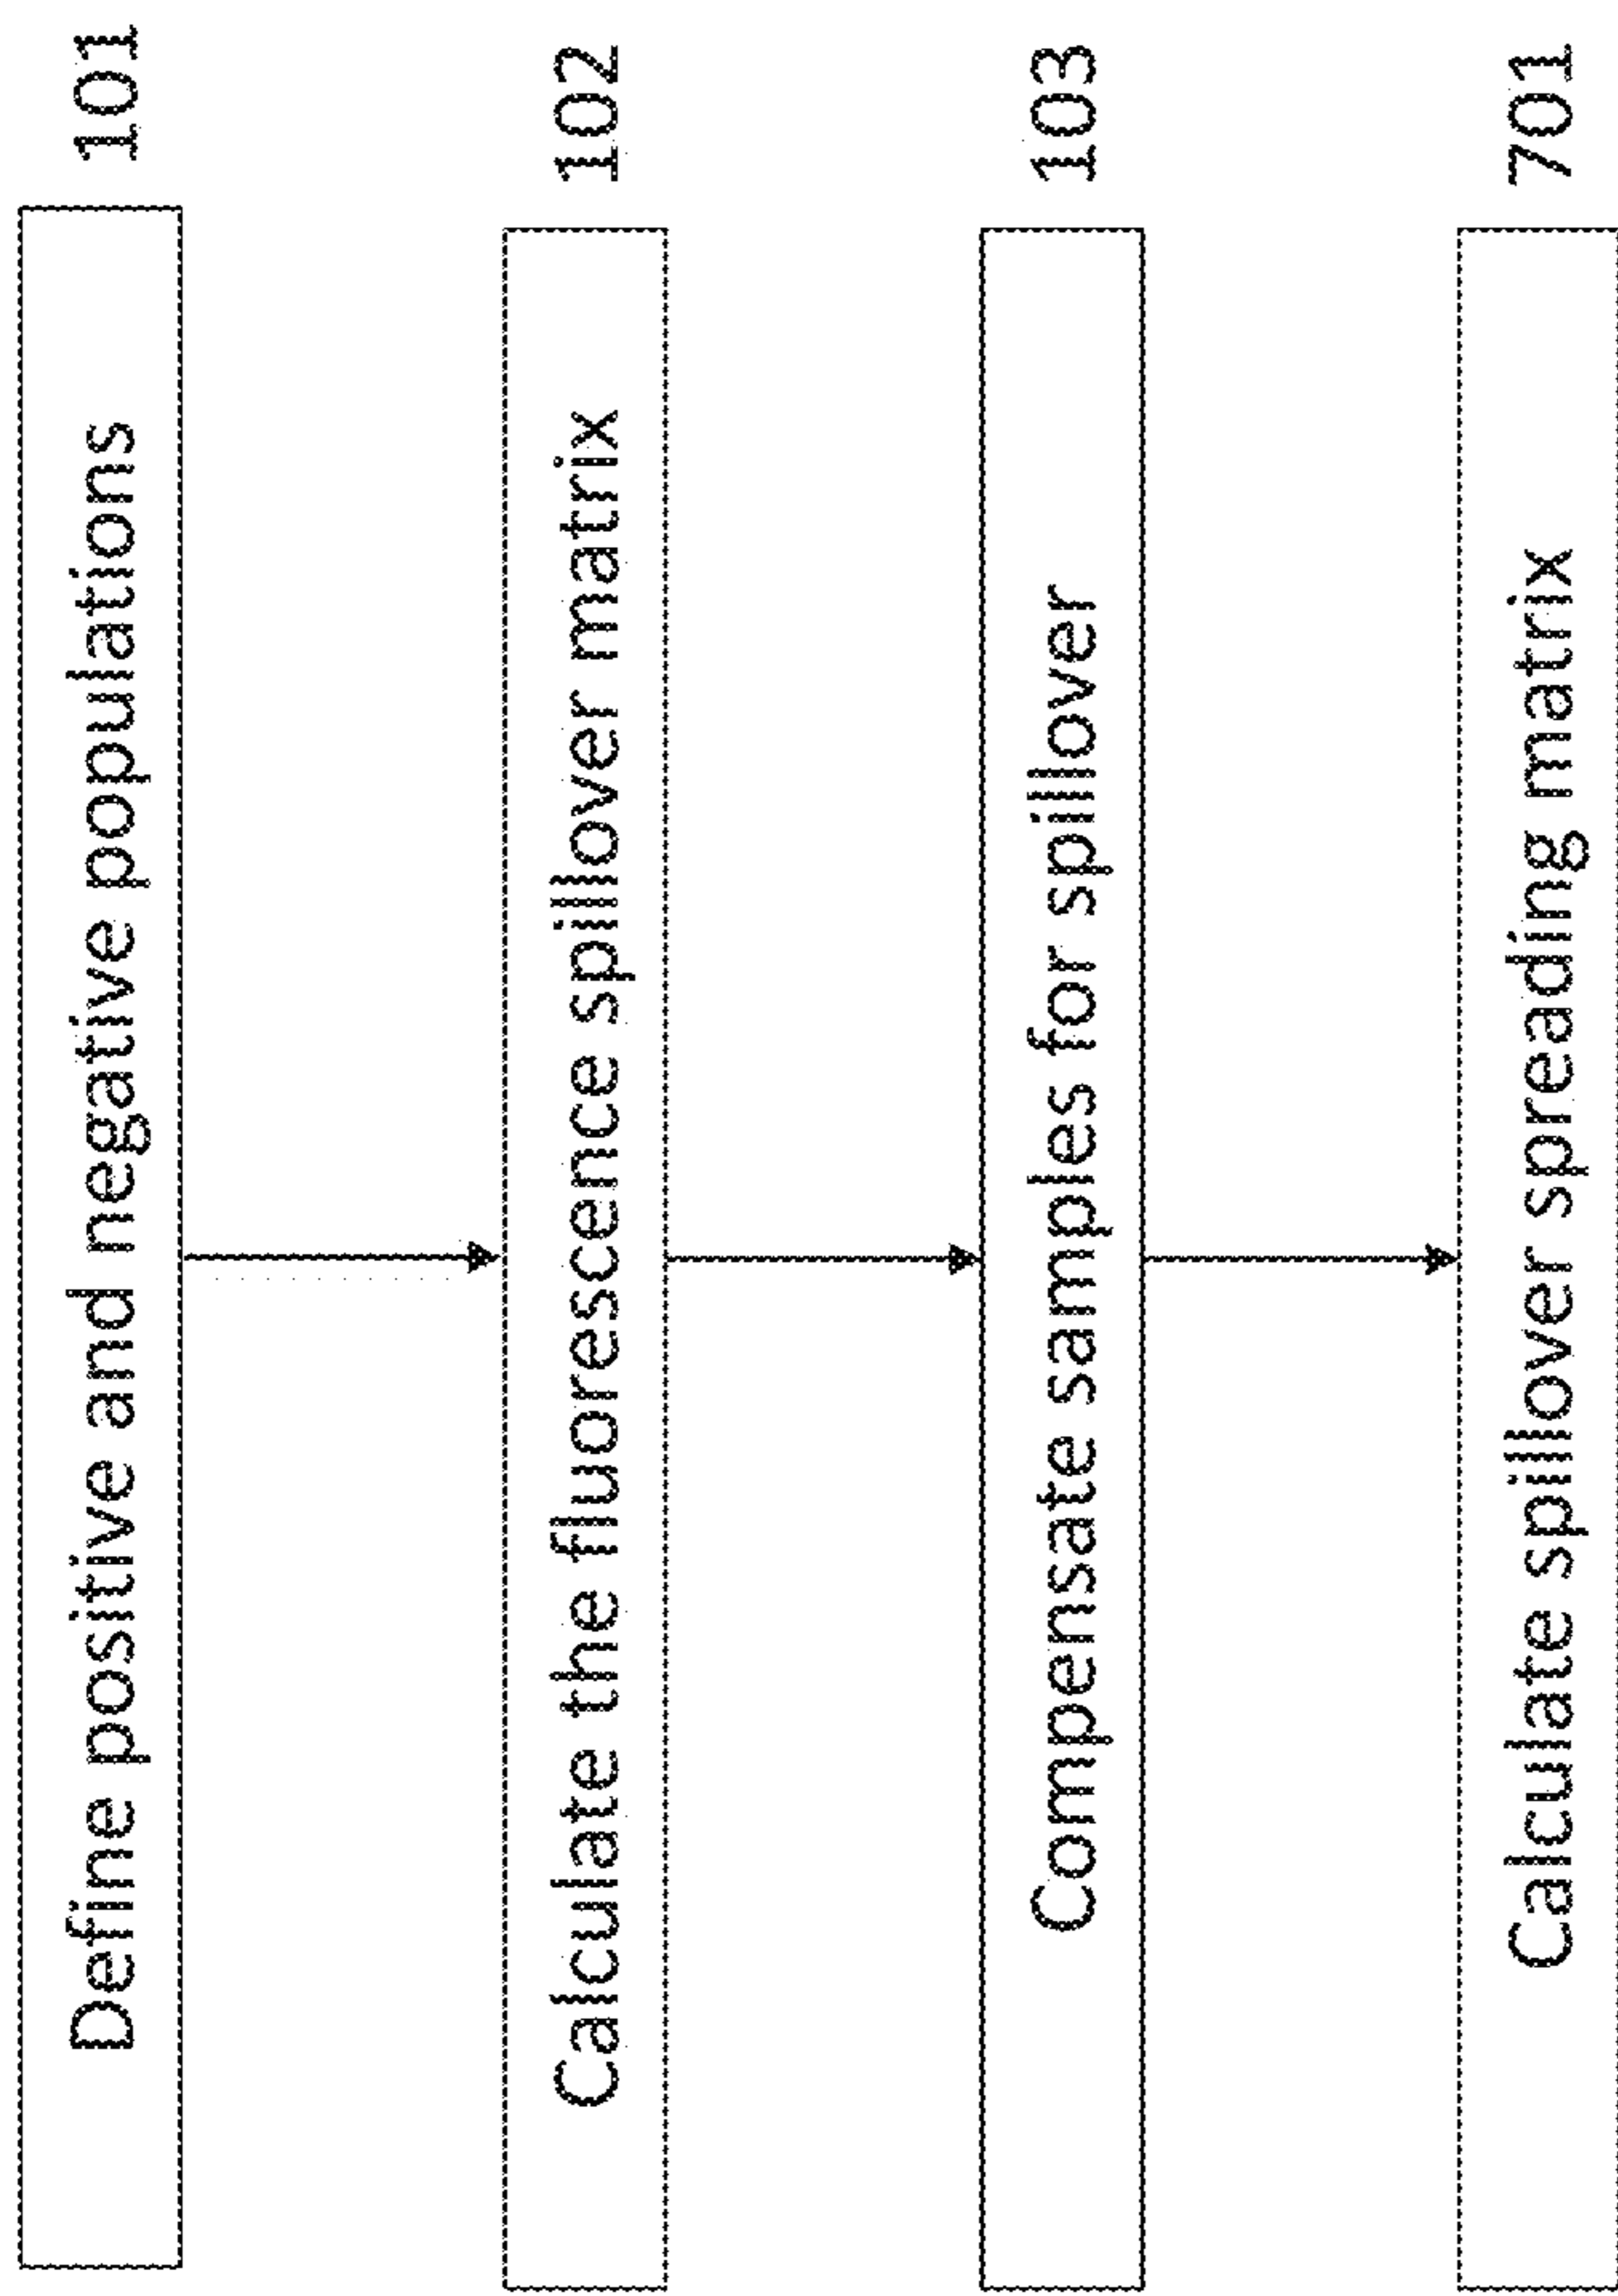 Define positive and negative populations 101
Calculate the fluorescence spillover matrix 102
Compensate samples for spillover 103
Calculate spillover spreading matrix 701